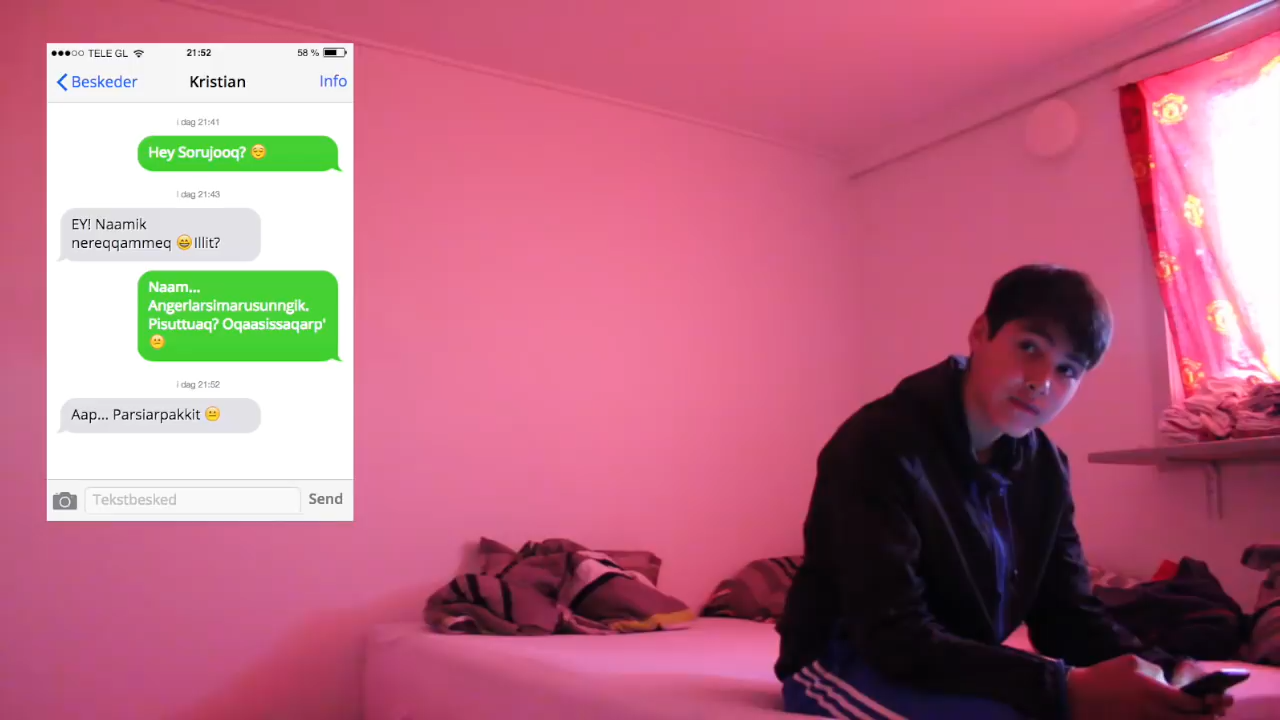 TELE GL 21:52 58 %
Beskeder Kristian Info
i dag 21:41
Hey Sorujooq? 😌
i dag 21:43
EY! Naamik
nereqqammeq 😄Illit?
Naam...
Angerlarsimarusunngik.
Pisuttuaq? Oqaasissaqarp'
😕
i dag 21:52
Aap... Parsiarpakkit 😐
Tekstbesked Send